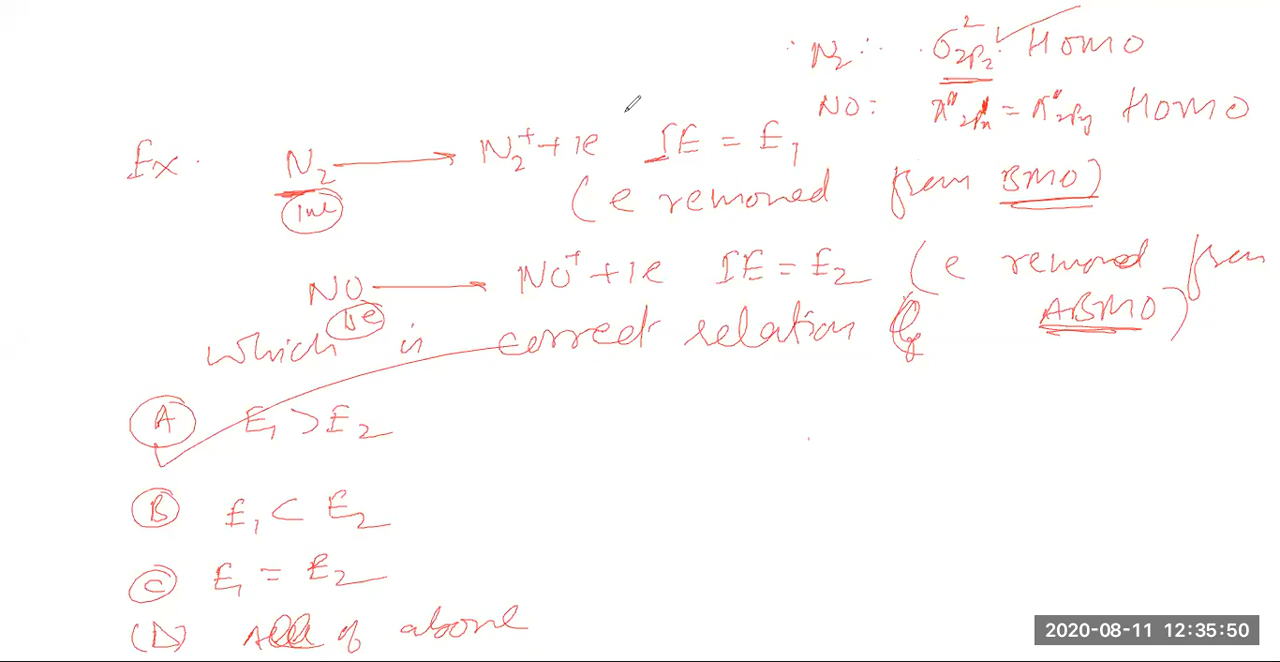 N₂ : σ²2pz HOMO
NO : π*2px = π*2py HOMO
Ex. N₂ ⟶ N₂⁺ + 1e IE = E₁
(e removed from BMO)
NO ⟶ NO⁺ + 1e IE = E₂ (e removed from
ABMO)
which is correct relation
(A) E₁ > E₂
(B) E₁ < E₂
(C) E₁ = E₂
(D) All of above
2020-08-11 12:35:50